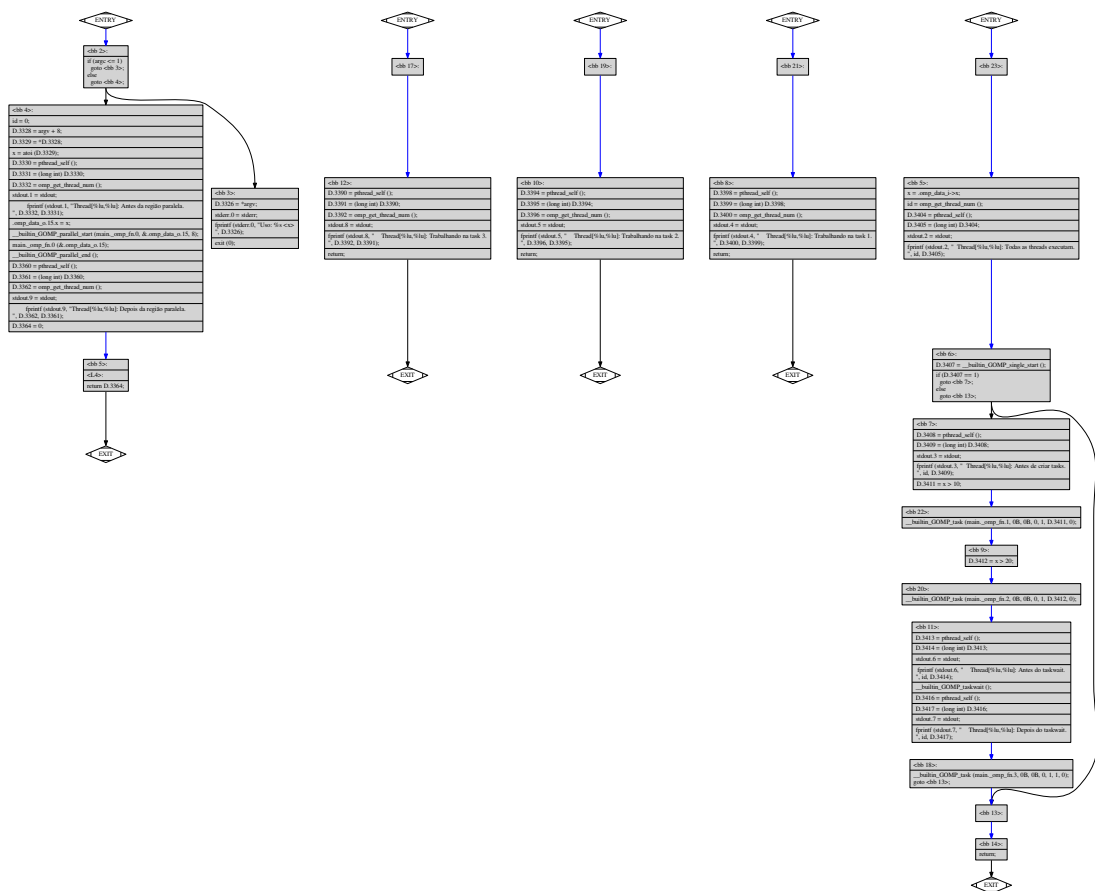 ENTRY
<bb 2>:
if (argc <= 1)
goto <bb 3>;
else
goto <bb 4>;
<bb 4>:
id = 0;
D.3328 = argv + 8;
D.3329 = *D.3328;
x = atoi (D.3329);
D.3330 = pthread_self ();
D.3331 = (long int) D.3330;
D.3332 = omp_get_thread_num ();
stdout.1 = stdout;
fprintf (stdout.1, "Thread[%lu,%lu]: Antes da região paralela.
", D.3332, D.3331);
.omp_data_o.15.x = x;
__builtin_GOMP_parallel_start (main._omp_fn.0, &.omp_data_o.15, 8);
main._omp_fn.0 (&.omp_data_o.15);
__builtin_GOMP_parallel_end ();
D.3360 = pthread_self ();
D.3361 = (long int) D.3360;
D.3362 = omp_get_thread_num ();
stdout.9 = stdout;
fprintf (stdout.9, "Thread[%lu,%lu]: Depois da região paralela.
", D.3362, D.3361);
D.3364 = 0;
<bb 3>:
D.3326 = *argv;
stderr.0 = stderr;
fprintf (stderr.0, "Uso: %s <x>
", D.3326);
exit (0);
<bb 5>:
<L4>:
return D.3364;
EXIT
ENTRY
<bb 17>:
<bb 12>:
D.3390 = pthread_self ();
D.3391 = (long int) D.3390;
D.3392 = omp_get_thread_num ();
stdout.8 = stdout;
fprintf (stdout.8, " Thread[%lu,%lu]: Trabalhando na task 3.
", D.3392, D.3391);
return;
EXIT
ENTRY
<bb 19>:
<bb 10>:
D.3394 = pthread_self ();
D.3395 = (long int) D.3394;
D.3396 = omp_get_thread_num ();
stdout.5 = stdout;
fprintf (stdout.5, " Thread[%lu,%lu]: Trabalhando na task 2.
", D.3396, D.3395);
return;
EXIT
ENTRY
<bb 21>:
<bb 8>:
D.3398 = pthread_self ();
D.3399 = (long int) D.3398;
D.3400 = omp_get_thread_num ();
stdout.4 = stdout;
fprintf (stdout.4, " Thread[%lu,%lu]: Trabalhando na task 1.
", D.3400, D.3399);
return;
EXIT
ENTRY
<bb 23>:
<bb 5>:
x = .omp_data_i->x;
id = omp_get_thread_num ();
D.3404 = pthread_self ();
D.3405 = (long int) D.3404;
stdout.2 = stdout;
fprintf (stdout.2, " Thread[%lu,%lu]: Todas as threads executam.
", id, D.3405);
<bb 6>:
D.3407 = __builtin_GOMP_single_start ();
if (D.3407 == 1)
goto <bb 7>;
else
goto <bb 13>;
<bb 7>:
D.3408 = pthread_self ();
D.3409 = (long int) D.3408;
stdout.3 = stdout;
fprintf (stdout.3, " Thread[%lu,%lu]: Antes de criar tasks.
", id, D.3409);
D.3411 = x > 10;
<bb 22>:
__builtin_GOMP_task (main._omp_fn.1, 0B, 0B, 0, 1, D.3411, 0);
<bb 9>:
D.3412 = x > 20;
<bb 20>:
__builtin_GOMP_task (main._omp_fn.2, 0B, 0B, 0, 1, D.3412, 0);
<bb 11>:
D.3413 = pthread_self ();
D.3414 = (long int) D.3413;
stdout.6 = stdout;
fprintf (stdout.6, " Thread[%lu,%lu]: Antes do taskwait.
", id, D.3414);
__builtin_GOMP_taskwait ();
D.3416 = pthread_self ();
D.3417 = (long int) D.3416;
stdout.7 = stdout;
fprintf (stdout.7, " Thread[%lu,%lu]: Depois do taskwait.
", id, D.3417);
<bb 18>:
__builtin_GOMP_task (main._omp_fn.3, 0B, 0B, 0, 1, 1, 0);
goto <bb 13>;
<bb 13>:
<bb 14>:
return;
EXIT